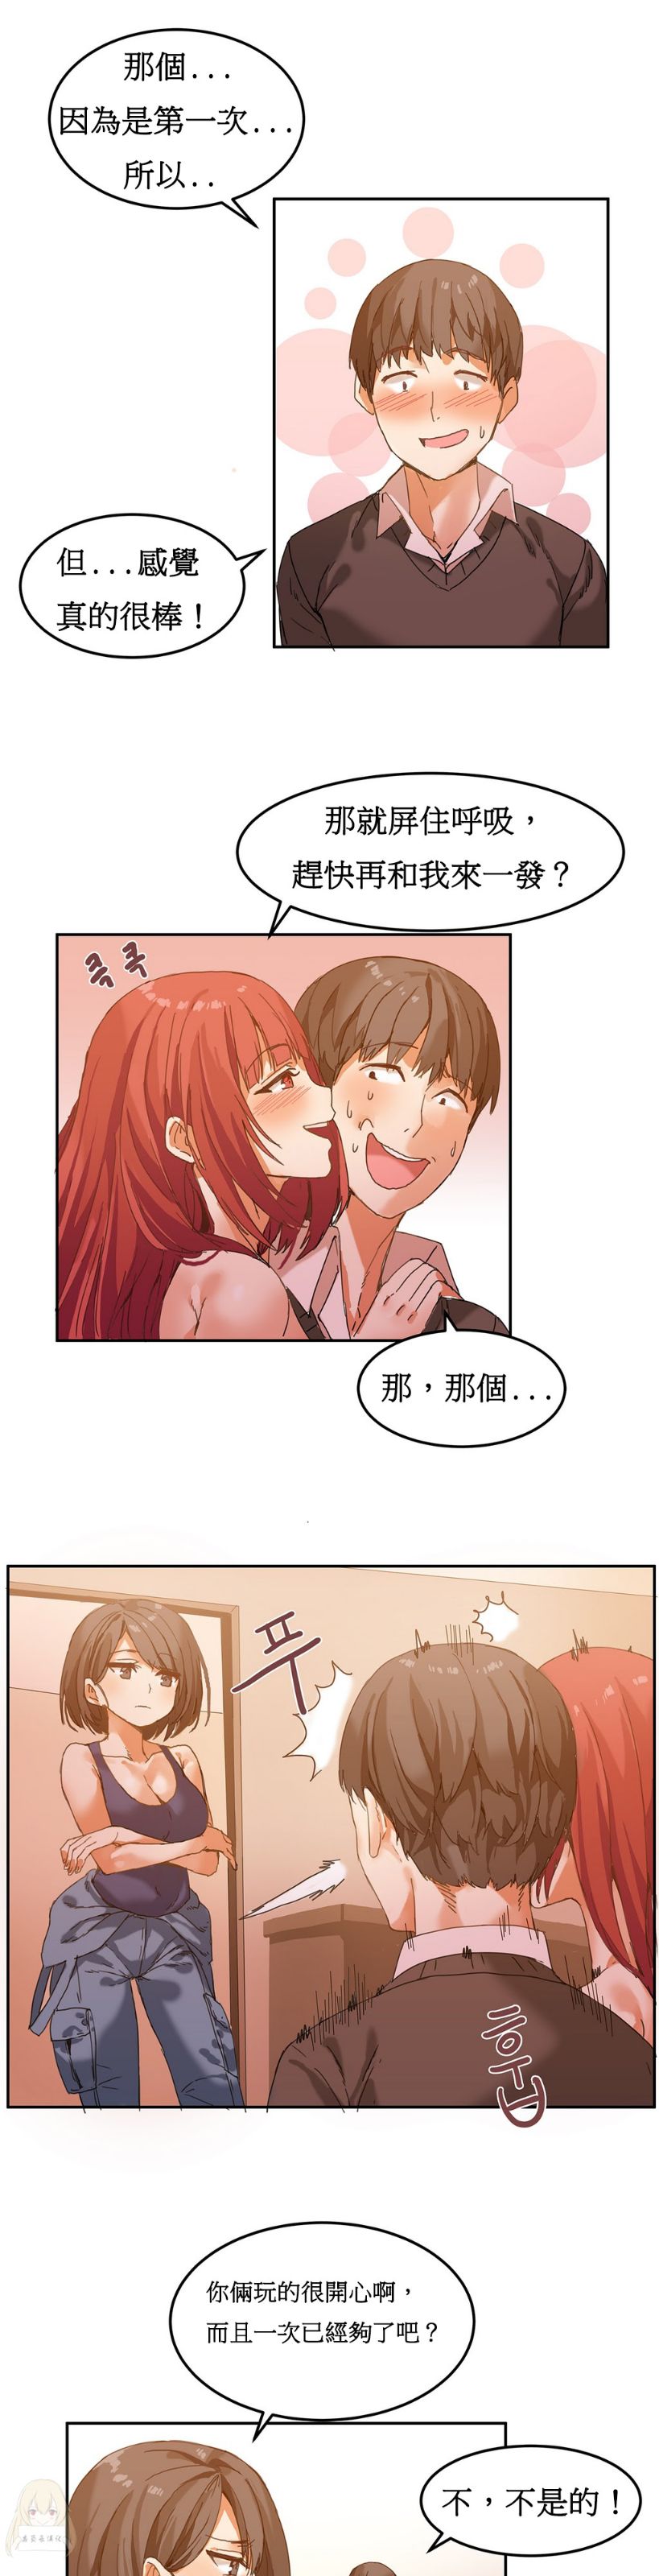 那個...
因為是第一次...
所以..
但...感覺
真的很棒！
那就屏住呼吸，
趕快再和我來一發？
킄킄
那，那個...
푸
흐업
你倆玩的很開心啊，
而且一次已經夠了吧？
不，不是的！